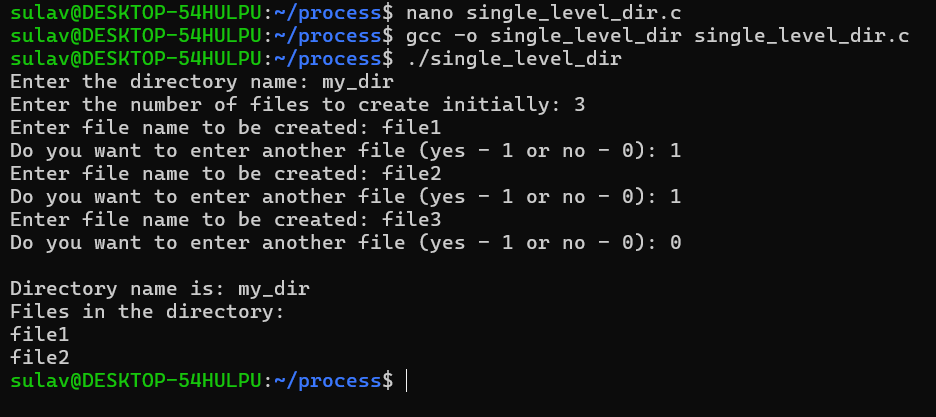 sulav@DESKTOP-54HULPU:~/process$ nano single_level_dir.c
sulav@DESKTOP-54HULPU:~/process$ gcc -o single_level_dir single_level_dir.c
sulav@DESKTOP-54HULPU:~/process$ ./single_level_dir
Enter the directory name: my_dir
Enter the number of files to create initially: 3
Enter file name to be created: file1
Do you want to enter another file (yes - 1 or no - 0): 1
Enter file name to be created: file2
Do you want to enter another file (yes - 1 or no - 0): 1
Enter file name to be created: file3
Do you want to enter another file (yes - 1 or no - 0): 0
Directory name is: my_dir
Files in the directory:
file1
file2
sulav@DESKTOP-54HULPU:~/process$